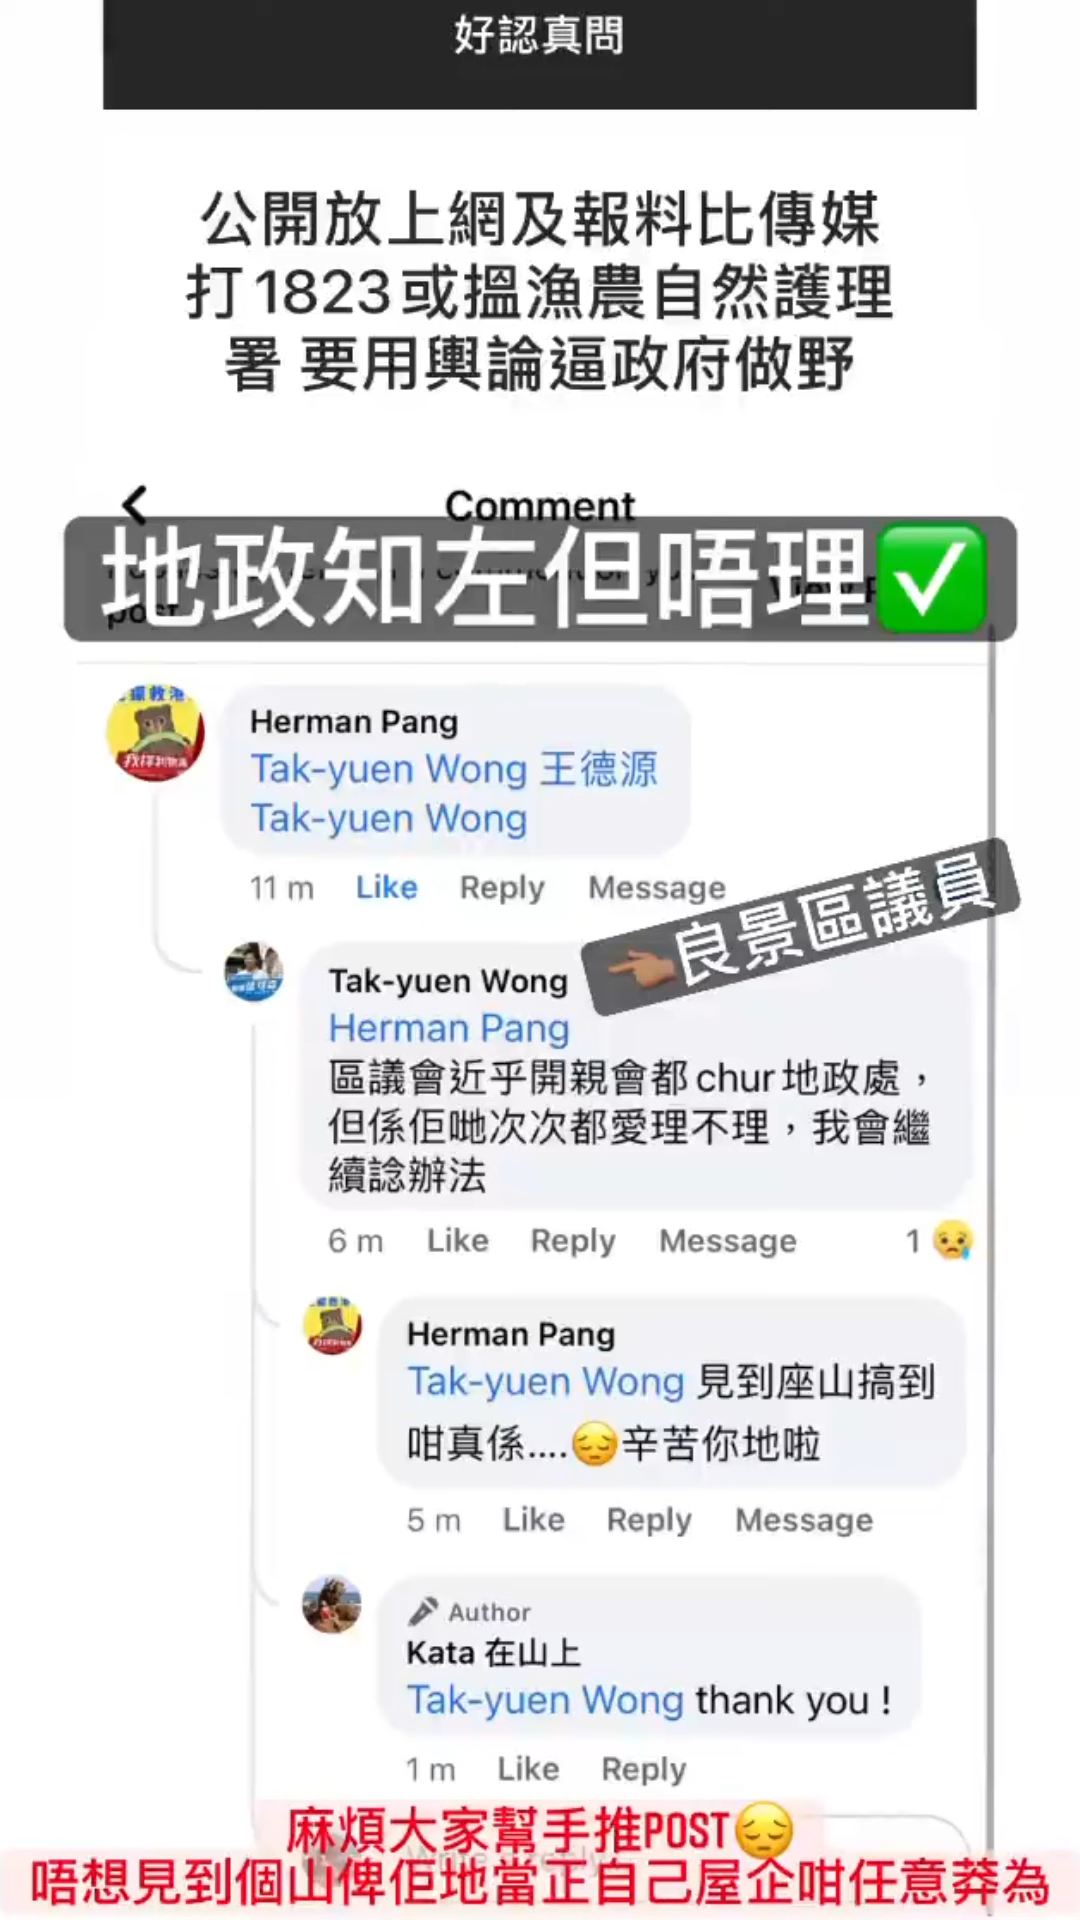 好認真問
公開放上網及報料比傳媒
打1823或搵漁農自然護理
署 要用輿論逼政府做野
Comment
地政知左但唔理✅
post.
Herman Pang
Tak-yuen Wong 王德源
Tak-yuen Wong
11 m Like Reply Message
👈🏾良景區議員
Tak-yuen Wong
Herman Pang
區議會近乎開親會都 chur 地政處，
但係佢哋次次都愛理不理，我會繼
續諗辦法
6 m Like Reply Message 1 😢
Herman Pang
Tak-yuen Wong 見到座山搞到
咁真係....😔辛苦你地啦
5 m Like Reply Message
Author
Kata 在山上
Tak-yuen Wong thank you !
1 m Like Reply
麻煩大家幫手推POST😔
唔想見到個山俾佢地當正自己屋企咁任意莽為